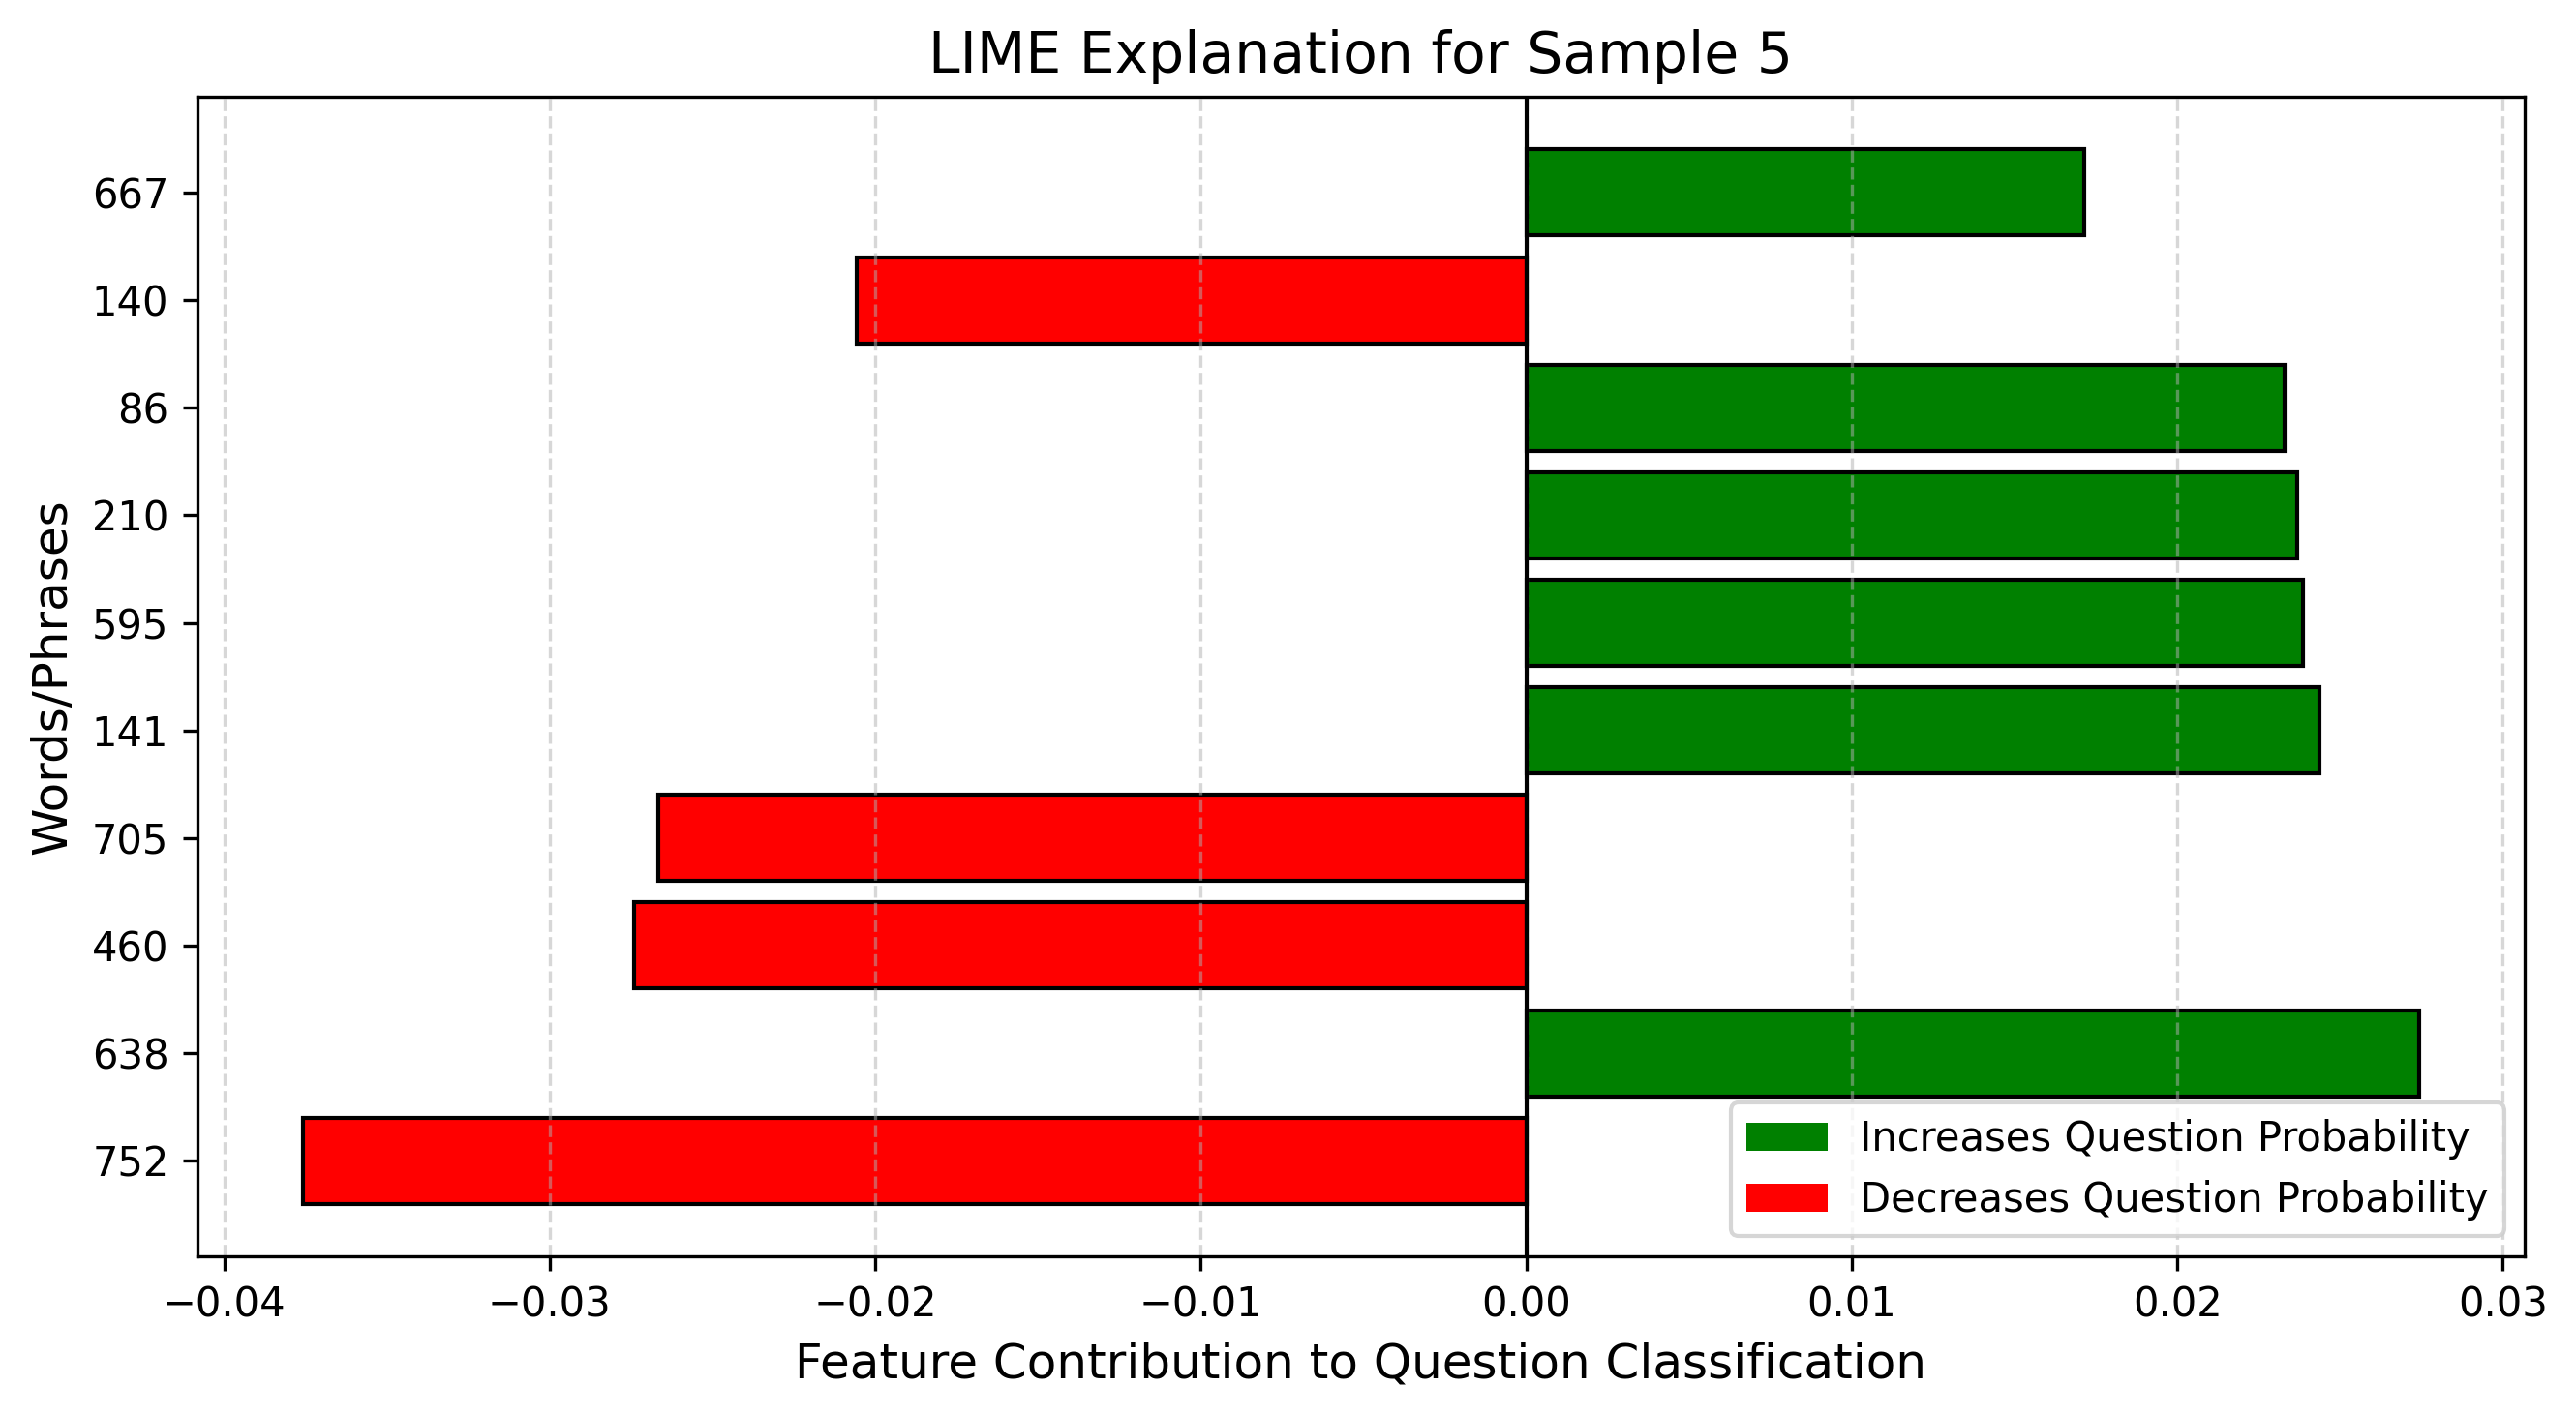 LIME Explanation for Sample 5
Words/Phrases
667
140
86
210
595
141
705
460
638
752
Increases Question Probability
Decreases Question Probability
−0.04 −0.03 −0.02 −0.01 0.00 0.01 0.02 0.03
Feature Contribution to Question Classification